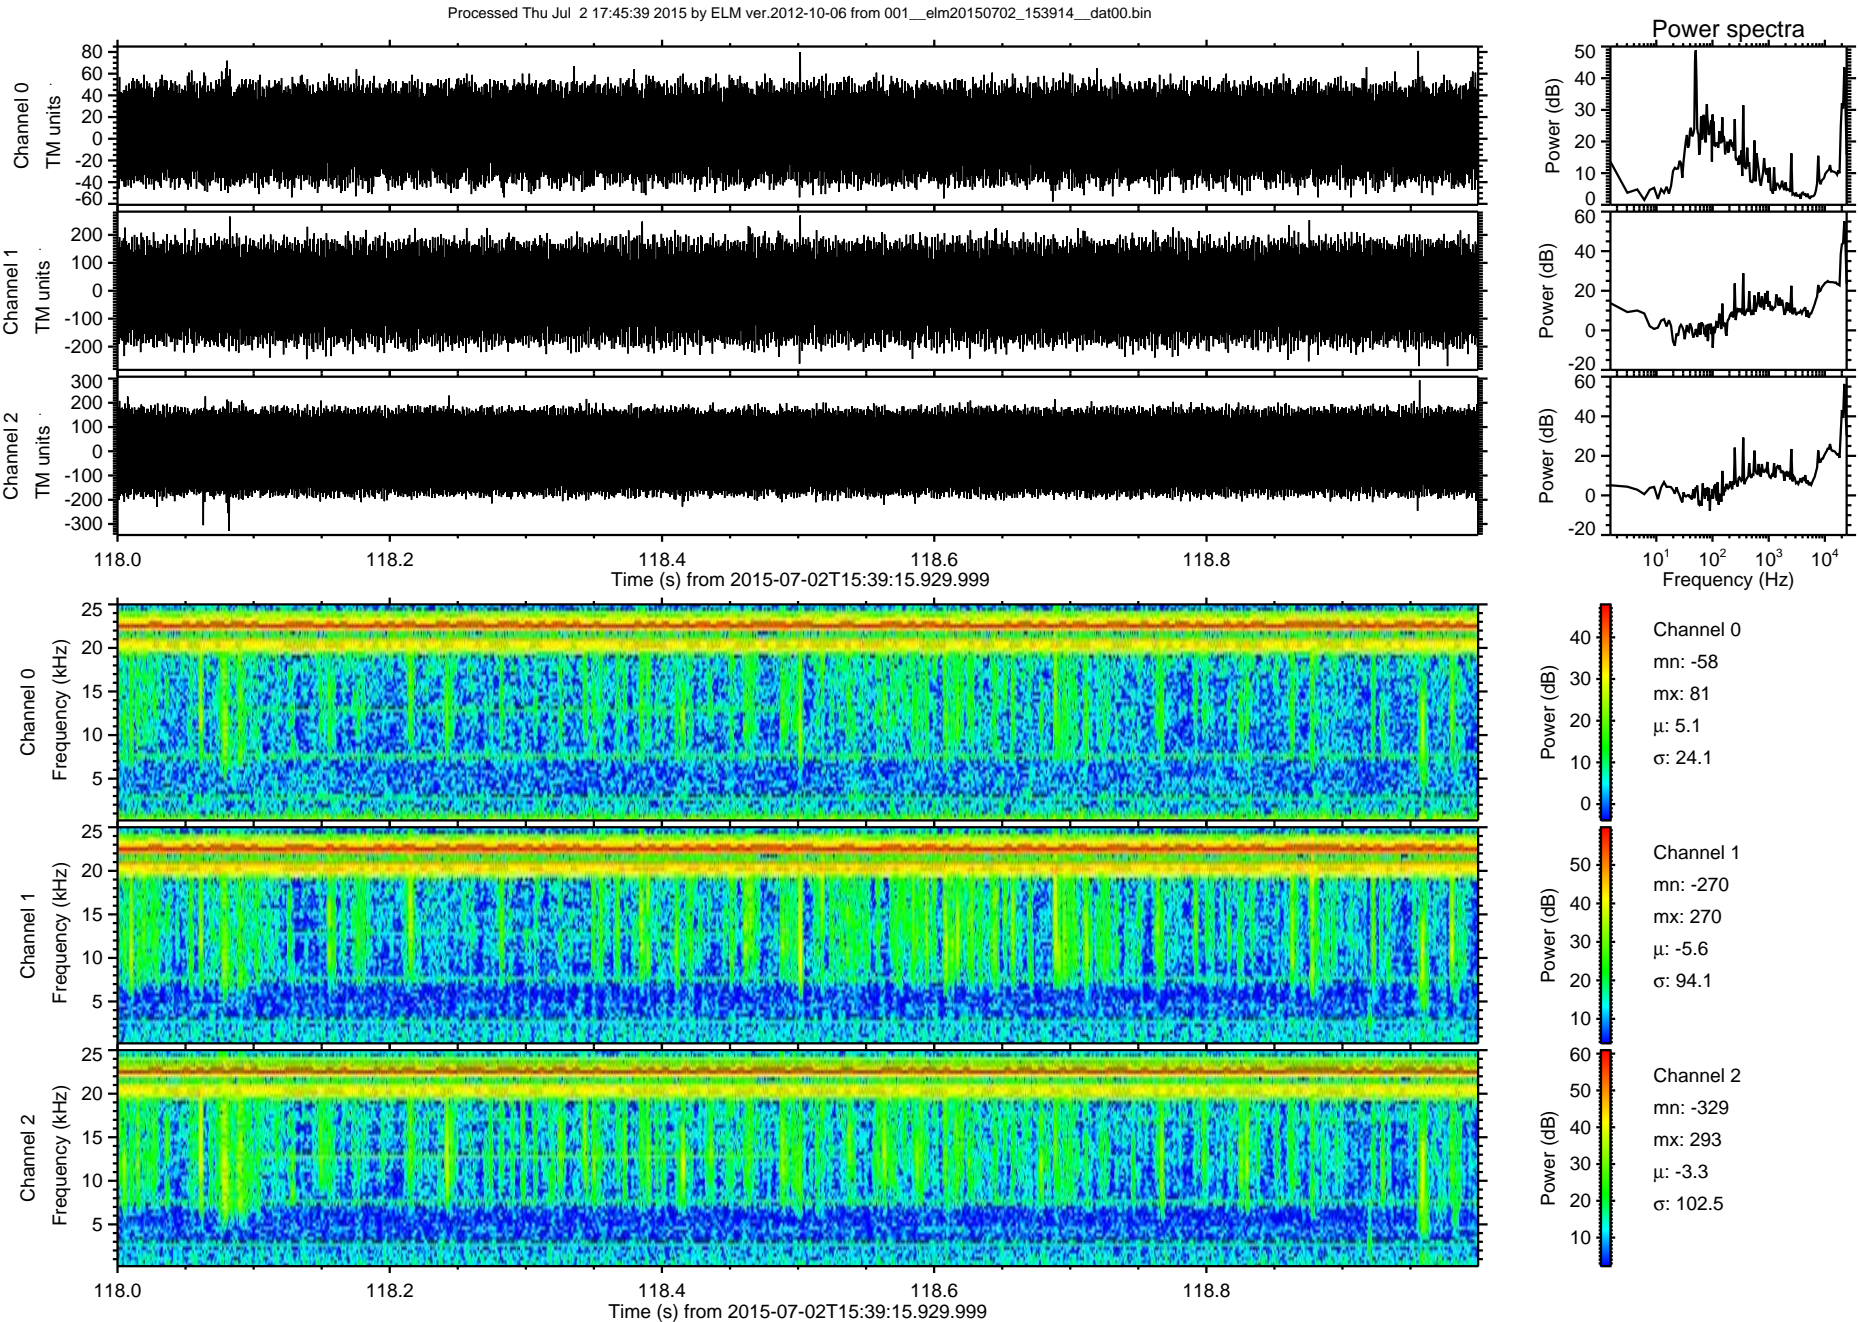 Processed Thu Jul  2 17:45:39 2015 by ELM ver.2012-10-06 from 001__elm20150702_153914__dat00.bin
Power spectra
Channel 0
TM units
80
60
40
20
0
-20
-40
-60
Power (dB)
50
40
30
20
10
0
Channel 1
TM units
200
100
0
-100
-200
Power (dB)
60
40
20
0
-20
Channel 2
TM units
300
200
100
0
-100
-200
-300
Power (dB)
60
40
20
0
-20
118.0 118.2 118.4 118.6 118.8
Time (s) from 2015-07-02T15:39:15.929.999
10^1 10^2 10^3 10^4
Frequency (Hz)
Channel 0
Frequency (kHz)
25
20
15
10
5
Power (dB)
40
30
20
10
0
Channel 0
mn: -58
mx: 81
μ: 5.1
σ: 24.1
Channel 1
Frequency (kHz)
25
20
15
10
5
Power (dB)
50
40
30
20
10
Channel 1
mn: -270
mx: 270
μ: -5.6
σ: 94.1
Channel 2
Frequency (kHz)
25
20
15
10
5
Power (dB)
60
50
40
30
20
10
Channel 2
mn: -329
mx: 293
μ: -3.3
σ: 102.5
118.0 118.2 118.4 118.6 118.8
Time (s) from 2015-07-02T15:39:15.929.999